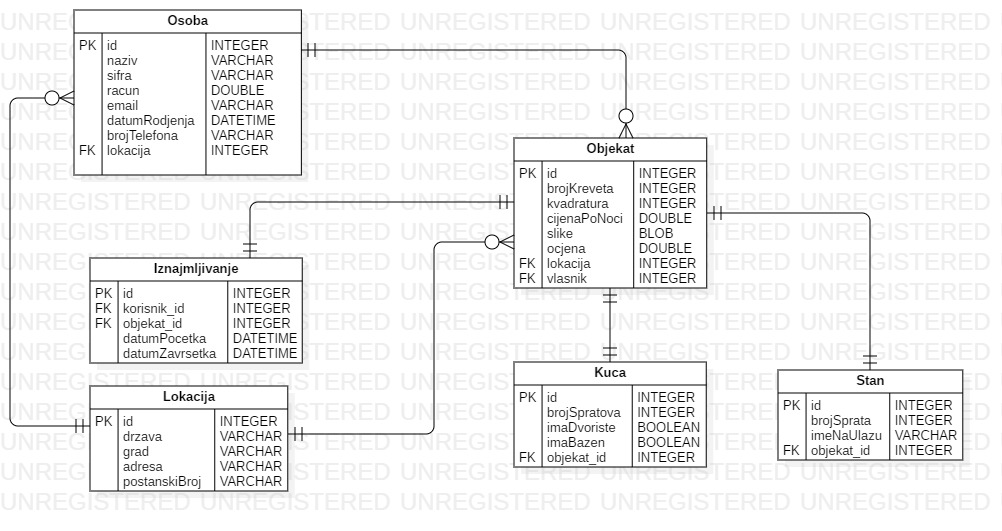 Osoba
PK id INTEGER
naziv VARCHAR
sifra VARCHAR
racun DOUBLE
email VARCHAR
datumRodjenja DATETIME
brojTelefona VARCHAR
FK lokacija INTEGER
Objekat
PK id INTEGER
brojKreveta INTEGER
kvadratura INTEGER
cijenaPoNoci DOUBLE
slike BLOB
ocjena DOUBLE
FK lokacija INTEGER
FK vlasnik INTEGER
Iznajmljivanje
PK id INTEGER
FK korisnik_id INTEGER
FK objekat_id INTEGER
datumPocetka DATETIME
datumZavrsetka DATETIME
Lokacija
PK id INTEGER
drzava VARCHAR
grad VARCHAR
adresa VARCHAR
postanskiBroj VARCHAR
Kuca
PK id INTEGER
brojSpratova INTEGER
imaDvoriste BOOLEAN
imaBazen BOOLEAN
FK objekat_id INTEGER
Stan
PK id INTEGER
brojSprata INTEGER
imeNaUlazu VARCHAR
FK objekat_id INTEGER
UNREGISTERED